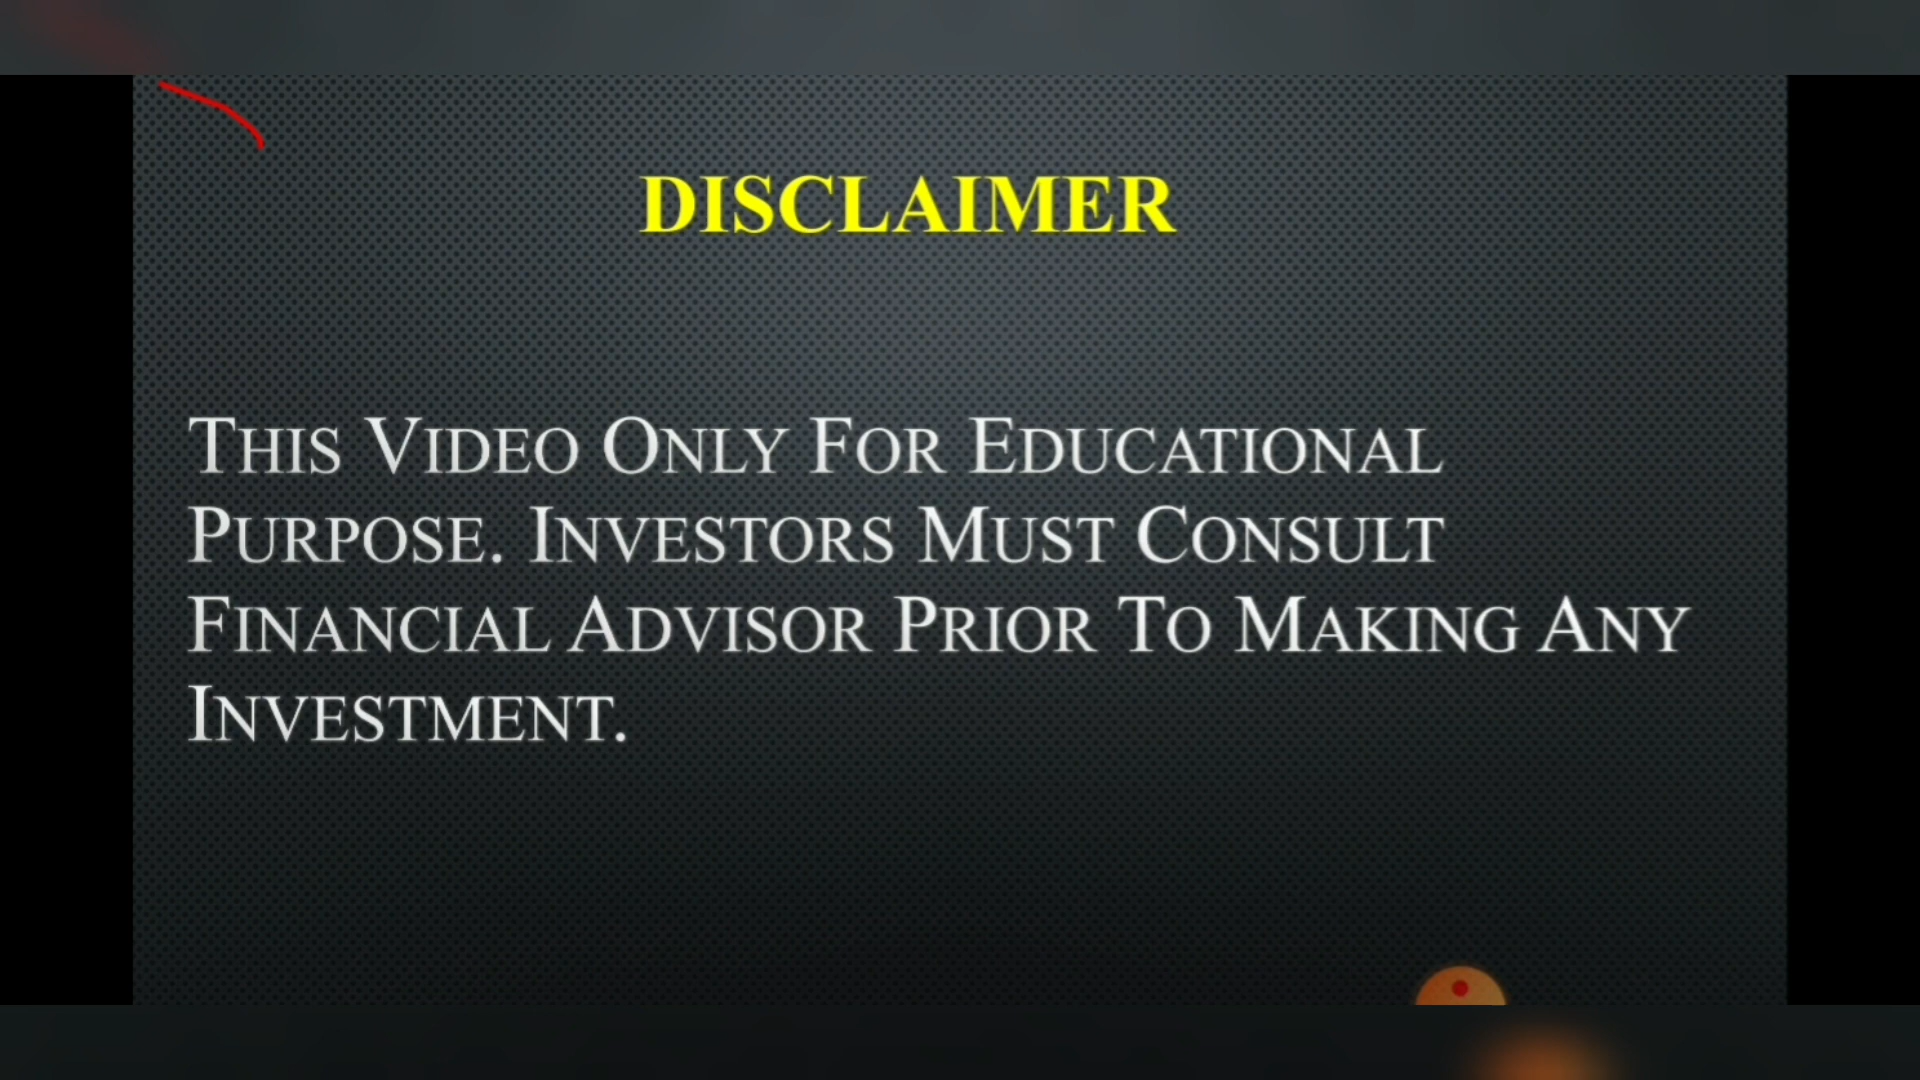 DISCLAIMER
THIS VIDEO ONLY FOR EDUCATIONAL
PURPOSE. INVESTORS MUST CONSULT
FINANCIAL ADVISOR PRIOR TO MAKING ANY
INVESTMENT.